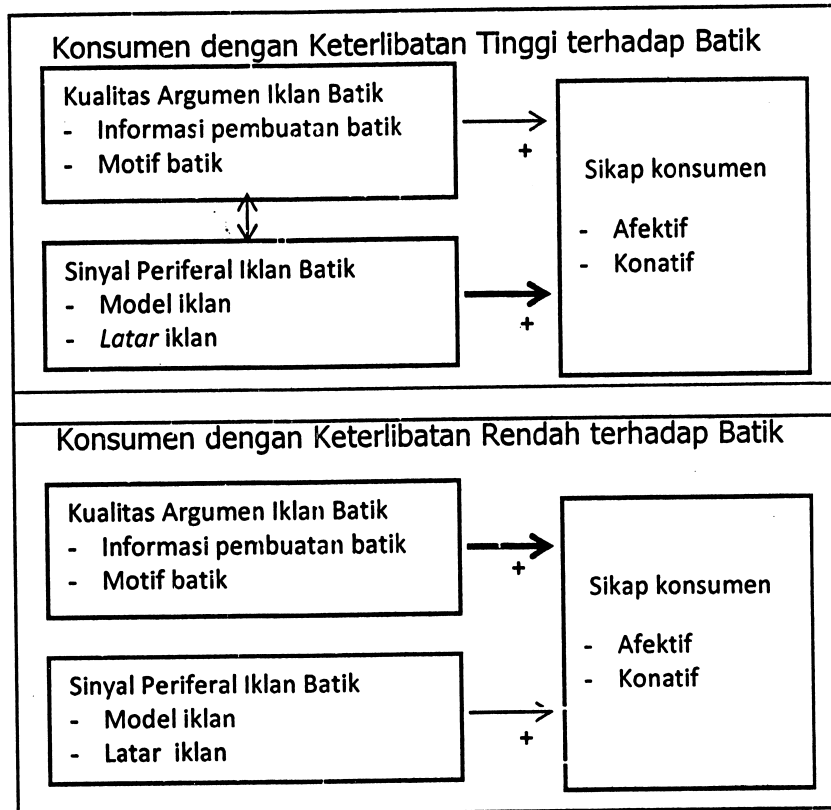 Konsumen dengan Keterlibatan Tinggi terhadap Batik
Kualitas Argumen Iklan Batik
- Informasi pembuatan batik
- Motif batik
+
Sikap konsumen
- Afektif
- Konatif
Sinyal Periferal Iklan Batik
- Model iklan
- Latar iklan
+
Konsumen dengan Keterlibatan Rendah terhadap Batik
Kualitas Argumen Iklan Batik
- Informasi pembuatan batik
- Motif batik
+
Sikap konsumen
- Afektif
- Konatif
Sinyal Periferal Iklan Batik
- Model iklan
- Latar iklan
+